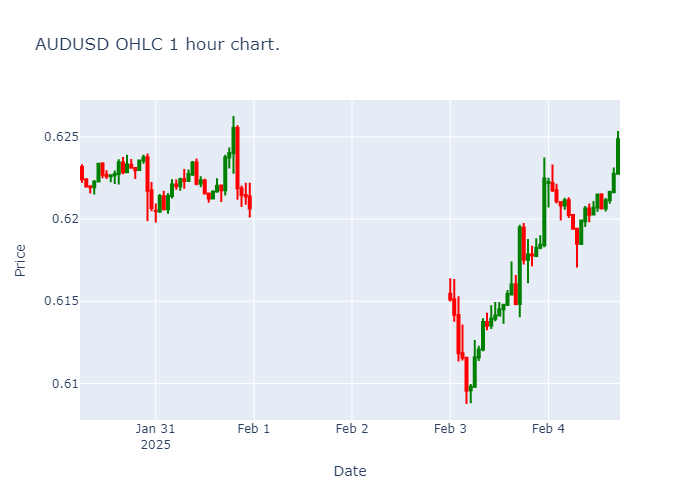 AUDUSD OHLC 1 hour chart.
0.625
0.62
0.615
0.61
Price
Jan 31
2025
Feb 1
Feb 2
Feb 3
Feb 4
Date